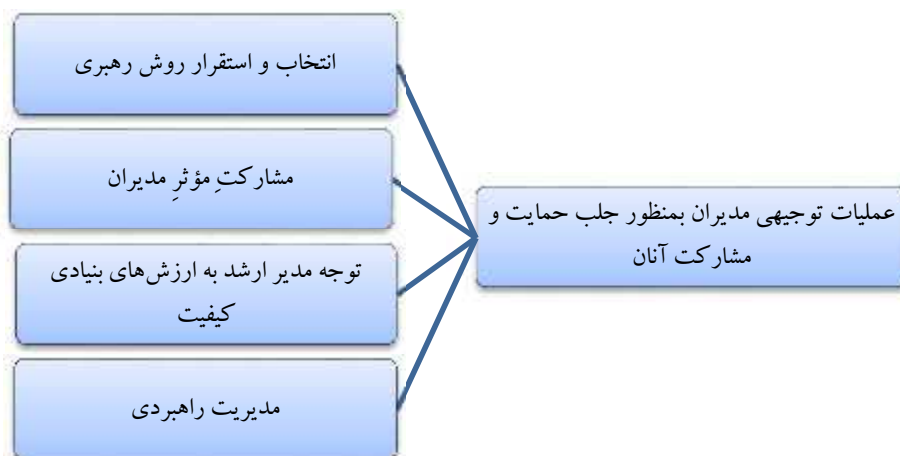 عملیات توجیهی مدیران بمنظور جلب حمایت و
مشارکت آنان
انتخاب و استقرار روش رهبری
مشارکتِ مؤثرِ مدیران
توجه مدیر ارشد به ارزش‌های بنیادی
کیفیت
مدیریت راهبردی